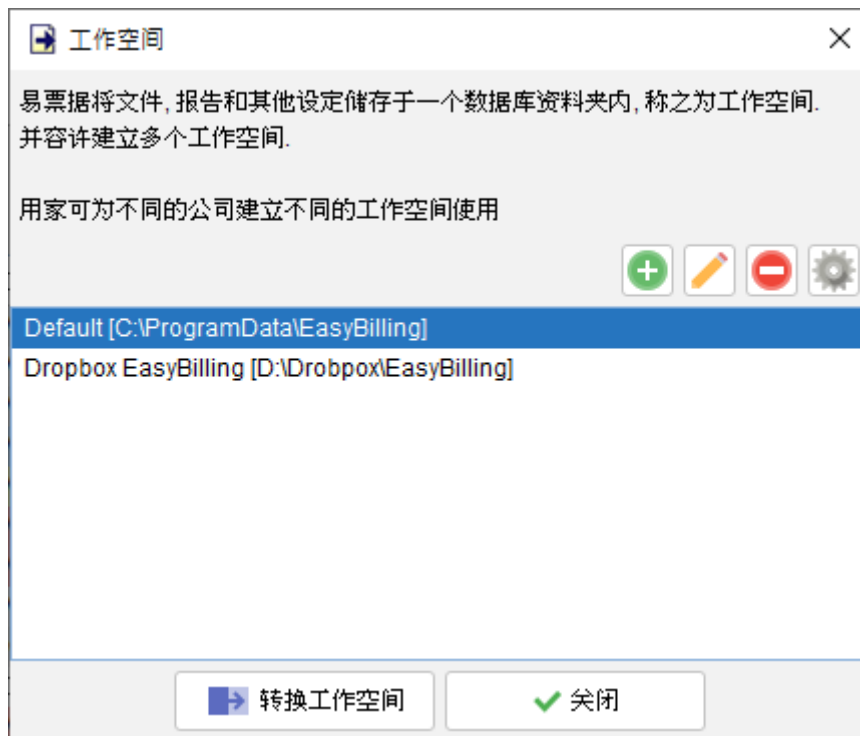 工作空间
易票据将文件,报告和其他设定储存于一个数据库资料夹内,称之为工作空间.
并容许建立多个工作空间.
用家可为不同的公司建立不同的工作空间使用
Default [C:\ProgramData\EasyBilling]
Dropbox EasyBilling [D:\Drobpox\EasyBilling]
转换工作空间
关闭